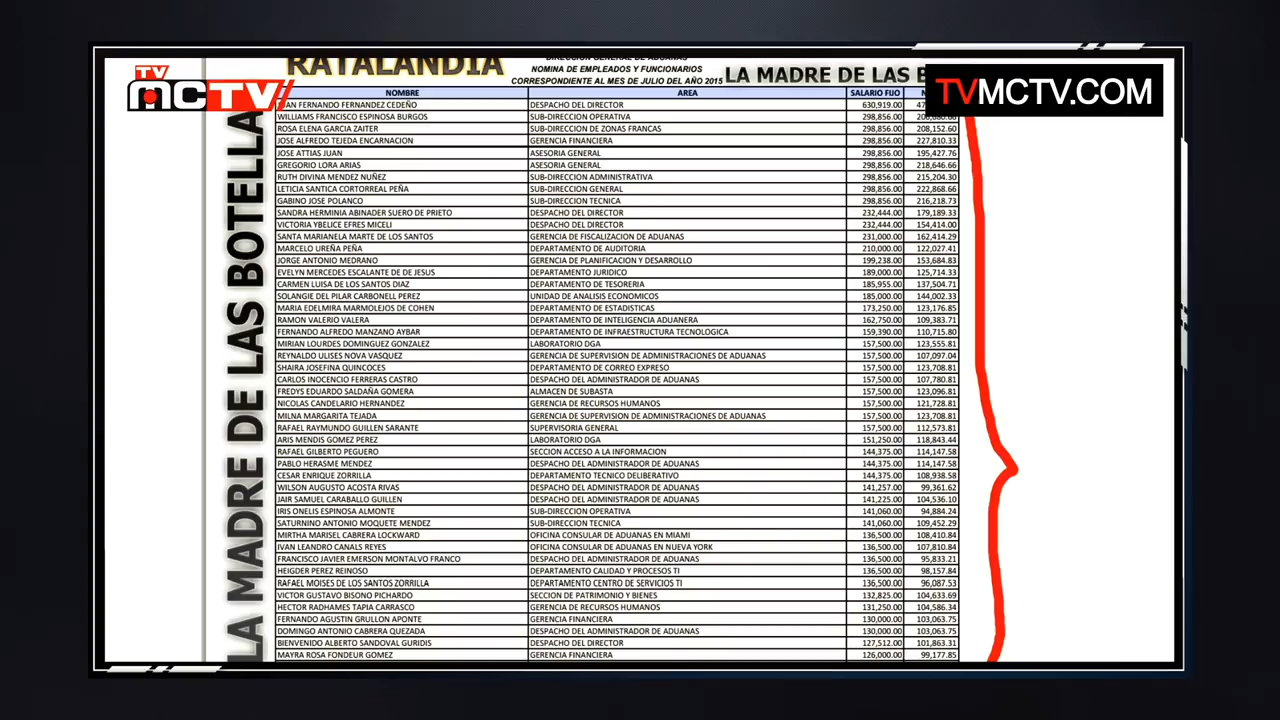 RATALANDIA
DIRECCION GENERAL DE ADUANAS
NOMINA DE EMPLEADOS Y FUNCIONARIOS
CORRESPONDIENTE AL MES DE JULIO DEL AÑO 2015
LA MADRE DE LAS B
TV
MCTV
TVMCTV.COM
LA MADRE DE LAS BOTELLA
NOMBRE AREA SALARIO FIJO
FERNANDO FERNANDEZ CEDEÑO DESPACHO DEL DIRECTOR 630,919.00
WILLIAMS FRANCISCO ESPINOSA BURGOS SUB-DIRECCION OPERATIVA 298,856.00
ROSA ELENA GARCIA ZAITER SUB-DIRECCION DE ZONAS FRANCAS 298,856.00 208,152.60
JOSE ALFREDO TEJEDA ENCARNACION GERENCIA FINANCIERA 298,856.00 227,810.33
JOSE ATTIAS JUAN ASESORIA GENERAL 298,856.00 195,427.76
GREGORIO LORA ARIAS ASESORIA GENERAL 298,856.00 218,646.66
RUTH DIVINA MENDEZ NUÑEZ SUB-DIRECCION ADMINISTRATIVA 298,856.00 215,204.30
LETICIA SANTICA CORTORREAL PEÑA SUB-DIRECCION GENERAL 298,856.00 222,868.66
GABINO JOSE POLANCO SUB-DIRECCION TECNICA 298,856.00 216,218.73
SANDRA HERMINIA ABINADER SUERO DE PRIETO DESPACHO DEL DIRECTOR 232,444.00 179,189.33
VICTORIA YBELICE EFRES MICELI DESPACHO DEL DIRECTOR 232,444.00 154,414.00
SANTA MARIANELA MARTE DE LOS SANTOS GERENCIA DE FISCALIZACION DE ADUANAS 231,000.00 162,414.29
MARCELO UREÑA PEÑA DEPARTAMENTO DE AUDITORIA 210,000.00 122,027.41
JORGE ANTONIO MEDRANO GERENCIA DE PLANIFICACION Y DESARROLLO 199,238.00 153,684.83
EVELYN MERCEDES ESCALANTE DE DE JESUS DEPARTAMENTO JURIDICO 189,000.00 125,714.33
CARMEN LUISA DE LOS SANTOS DIAZ DEPARTAMENTO DE TESORERIA 185,955.00 137,504.71
SOLANGIE DEL PILAR CARBONELL PEREZ UNIDAD DE ANALISIS ECONOMICOS 185,000.00 144,002.33
MARIA EDELMIRA MARMOLEJOS DE COHEN DEPARTAMENTO DE ESTADISTICAS 173,250.00 123,176.85
RAMON VALERIO VALERA DEPARTAMENTO DE INTELIGENCIA ADUANERA 162,750.00 109,383.71
FERNANDO ALFREDO MANZANO AYBAR DEPARTAMENTO DE INFRAESTRUCTURA TECNOLOGICA 159,390.00 110,715.80
MIRIAN LOURDES DOMINGUEZ GONZALEZ LABORATORIO DGA 157,500.00 123,555.81
REYNALDO ULISES NOVA VASQUEZ GERENCIA DE SUPERVISION DE ADMINISTRACIONES DE ADUANAS 157,500.00 107,097.04
SHAIRA JOSEFINA QUINCOCES DEPARTAMENTO DE CORREO EXPRESO 157,500.00 123,708.81
CARLOS INOCENCIO FERRERAS CASTRO DESPACHO DEL ADMINISTRADOR DE ADUANAS 157,500.00 107,780.81
FREDYS EDUARDO SALDAÑA GOMERA ALMACEN DE SUBASTA 157,500.00 123,096.81
NICOLAS CANDELARIO HERNANDEZ GERENCIA DE RECURSOS HUMANOS 157,500.00 121,728.81
MILNA MARGARITA TEJADA GERENCIA DE SUPERVISION DE ADMINISTRACIONES DE ADUANAS 157,500.00 123,708.81
RAFAEL RAYMUNDO GUILLEN SARANTE SUPERVISORIA GENERAL 157,500.00 112,573.81
ARIS MENDIS GOMEZ PEREZ LABORATORIO DGA 151,250.00 118,843.44
RAFAEL GILBERTO PEGUERO SECCION ACCESO A LA INFORMACION 144,375.00 114,147.58
PABLO HERASME MENDEZ DESPACHO DEL ADMINISTRADOR DE ADUANAS 144,375.00 114,147.58
CESAR ENRIQUE ZORRILLA DEPARTAMENTO TECNICO DELIBERATIVO 144,375.00 108,938.58
WILSON AUGUSTO ACOSTA RIVAS DESPACHO DEL ADMINISTRADOR DE ADUANAS 141,257.00 99,361.62
JAIR SAMUEL CARABALLO GUILLEN DESPACHO DEL ADMINISTRADOR DE ADUANAS 141,225.00 104,536.10
IRIS ONELIS ESPINOSA ALMONTE SUB-DIRECCION OPERATIVA 141,060.00 94,884.24
SATURNINO ANTONIO MOQUETE MENDEZ SUB-DIRECCION TECNICA 141,060.00 109,452.29
MIRTHA MARISEL CABRERA LOCKWARD OFICINA CONSULAR DE ADUANAS EN MIAMI 136,500.00 108,410.84
IVAN LEANDRO CANALS REYES OFICINA CONSULAR DE ADUANAS EN NUEVA YORK 136,500.00 107,810.84
FRANCISCO JAVIER EMERSON MONTALVO FRANCO DESPACHO DEL ADMINISTRADOR DE ADUANAS 136,500.00 95,833.21
HEIGDER PEREZ REINOSO DEPARTAMENTO CALIDAD Y PROCESOS TI 136,500.00 98,157.84
RAFAEL MOISES DE LOS SANTOS ZORRILLA DEPARTAMENTO CENTRO DE SERVICIOS TI 136,500.00 96,087.53
VICTOR GUSTAVO BISONO PICHARDO SECCION DE PATRIMONIO Y BIENES 132,825.00 104,633.69
HECTOR RADHAMES TAPIA CARRASCO GERENCIA DE RECURSOS HUMANOS 131,250.00 104,586.34
FERNANDO AGUSTIN GRULLON APONTE GERENCIA FINANCIERA 130,000.00 103,063.75
DOMINGO ANTONIO CABRERA QUEZADA DESPACHO DEL ADMINISTRADOR DE ADUANAS 130,000.00 103,063.75
BIENVENIDO ALBERTO SANDOVAL GURIDIS DESPACHO DEL DIRECTOR 127,512.00 101,863.31
MAYRA ROSA FONDEUR GOMEZ GERENCIA FINANCIERA 126,000.00 99,177.85